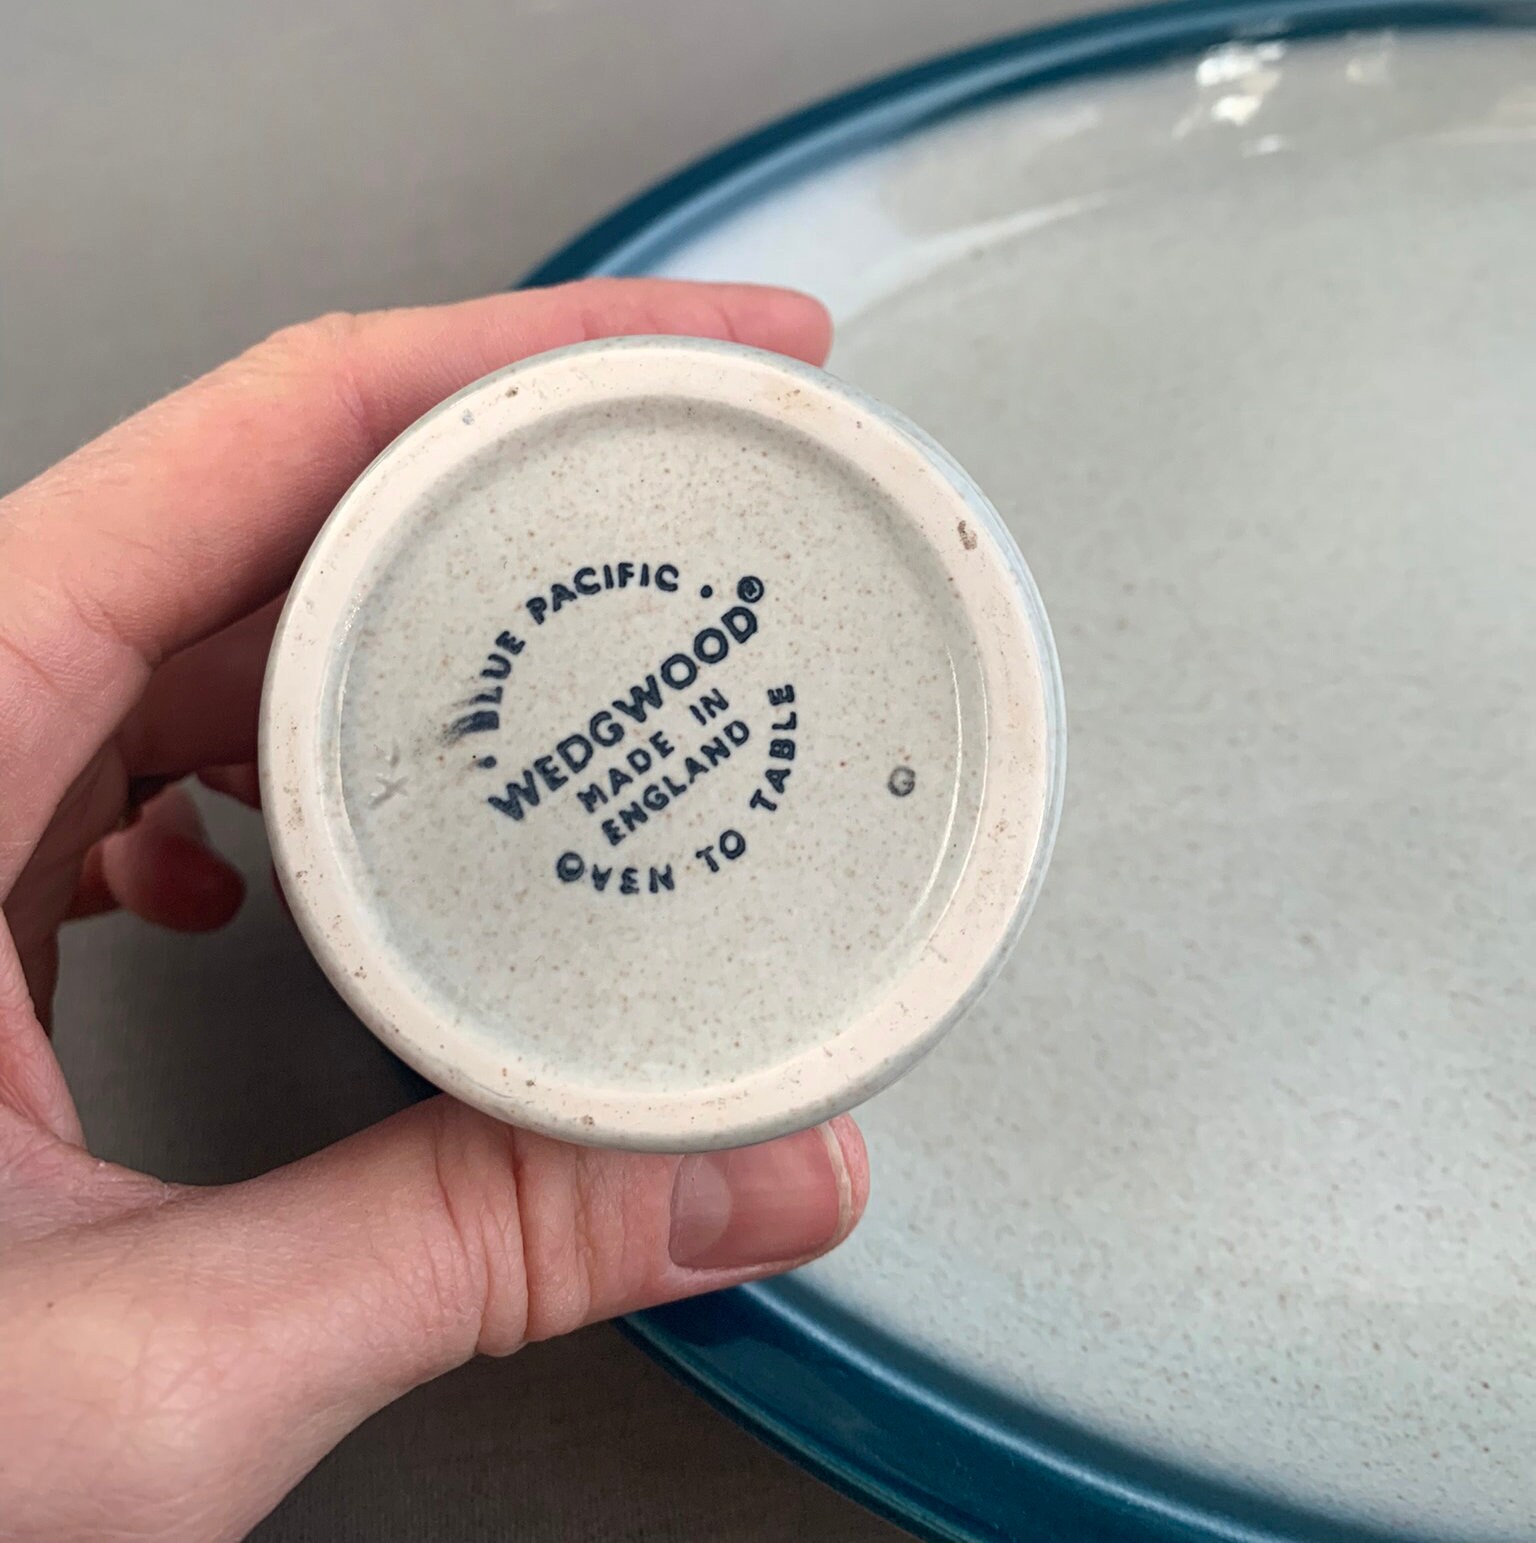 • BLUE PACIFIC •
WEDGWOOD®
MADE IN
ENGLAND
OVEN TO TABLE
G